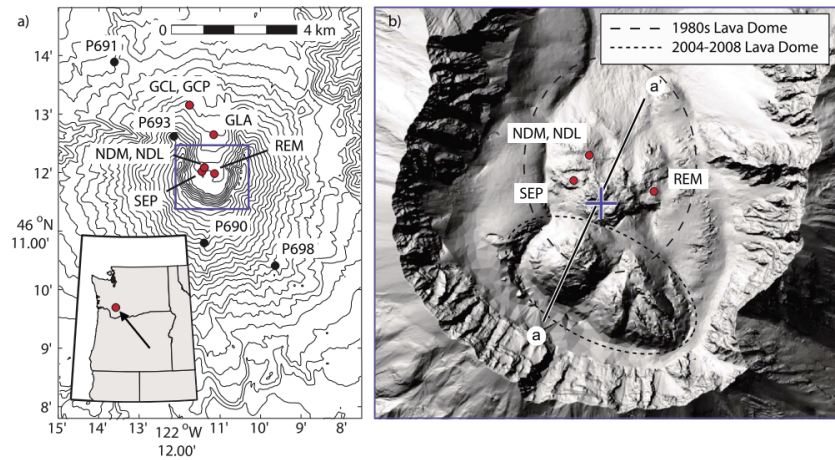 a)
0 4 km
14'
P691
GCL, GCP
13'
P693
GLA
NDM, NDL
REM
12'
SEP
46 °N
11.00'
P690
P698
10'
9'
8'
15' 14' 13' 122 °W 11' 10' 9' 8'
12.00'
b)
1980s Lava Dome
2004-2008 Lava Dome
a'
NDM, NDL
SEP
REM
a